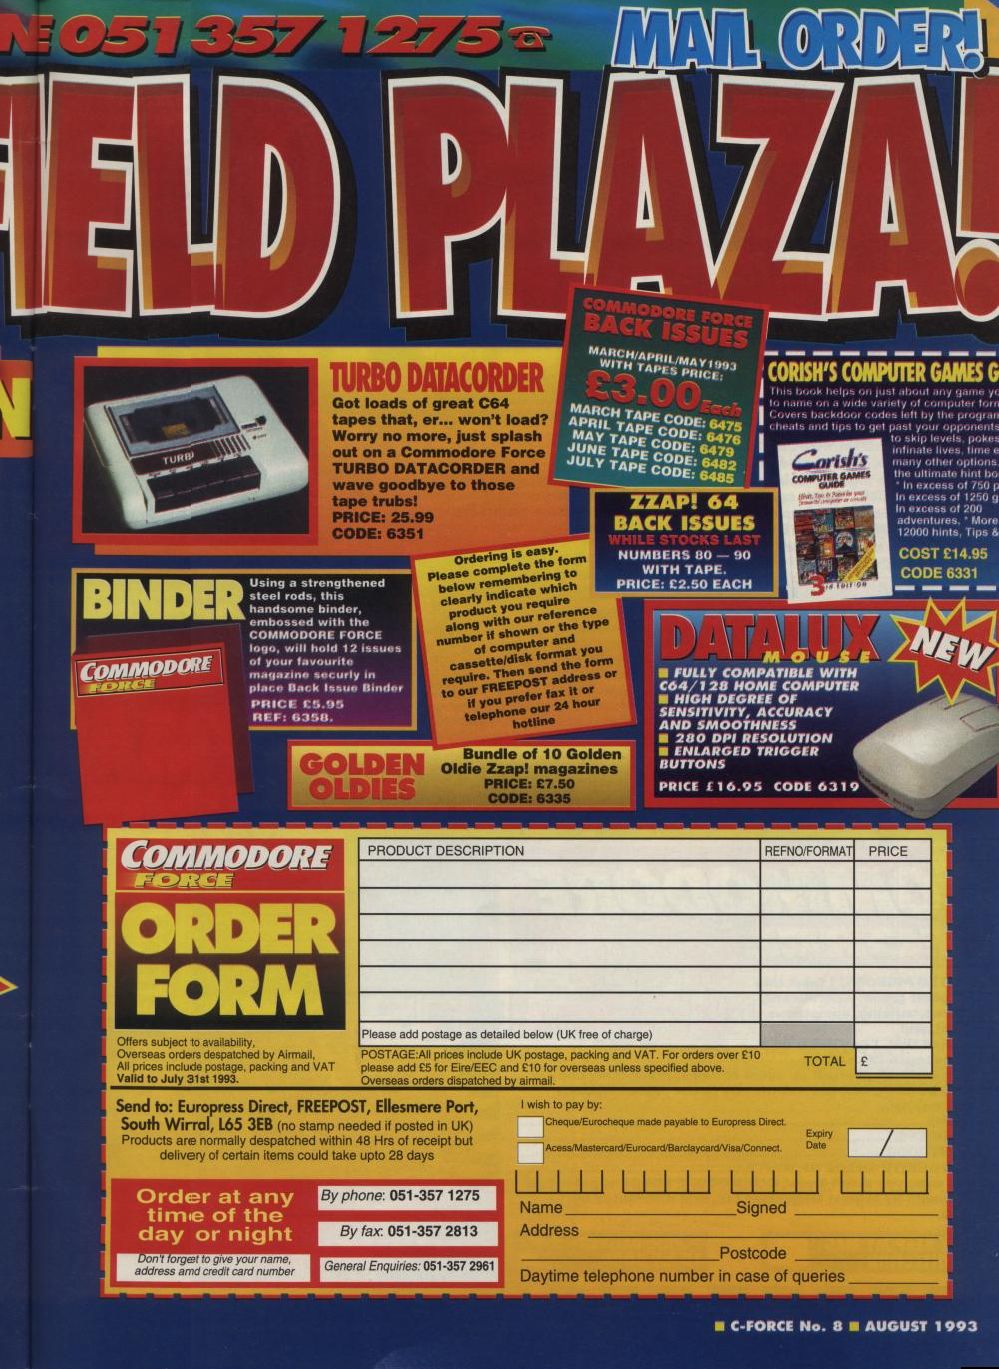 NE 051 357 1275
MAIL ORDER!
FIELD PLAZA!
N
TURBO
TURBO DATACORDER
Got loads of great C64
tapes that, er... won't load?
Worry no more, just splash
out on a Commodore Force
TURBO DATACORDER and
wave goodbye to those
tape trubs!
PRICE: 25.99
CODE: 6351
COMMODORE FORCE
BACK ISSUES
MARCH/APRIL/MAY1993
WITH TAPES PRICE:
£3.00 Each
MARCH TAPE CODE: 6475
APRIL TAPE CODE: 6476
MAY TAPE CODE: 6479
JUNE TAPE CODE: 6482
JULY TAPE CODE: 6485
CORISH'S COMPUTER GAMES G
This book helps on just about any game yo
to name on a wide variety of computer form
Covers backdoor codes left by the program
cheats and tips to get past your opponents
to skip levels, pokes
infinate lives, time e
many other options.
the ultimate hint bo
* In excess of 750 p
In excess of 1250 g
In excess of 200
adventures, * More
12000 hints, Tips &
COST £14.95
CODE 6331
Corish's
COMPUTER GAMES
GUIDE
3
ZZAP! 64
BACK ISSUES
WHILE STOCKS LAST
NUMBERS 80 — 90
WITH TAPE.
PRICE: £2.50 EACH
BINDER
Using a strengthened
steel rods, this
handsome binder,
embossed with the
COMMODORE FORCE
logo, will hold 12 issues
of your favourite
magazine securly in
place Back Issue Binder
PRICE £5.95
REF: 6358.
COMMODORE
FORCE
Ordering is easy.
Please complete the form
below remembering to
clearly indicate which
product you require
along with our reference
number if shown or the type
of computer and
cassette/disk format you
require. Then send the form
to our FREEPOST address or
if you prefer fax it or
telephone our 24 hour
hotline
DATALUX
MOUSE
NEW
FULLY COMPATIBLE WITH
C64/128 HOME COMPUTER
HIGH DEGREE OF
SENSITIVITY, ACCURACY
AND SMOOTHNESS
280 DPI RESOLUTION
ENLARGED TRIGGER
BUTTONS
PRICE £16.95 CODE 6319
GOLDEN
OLDIES
Bundle of 10 Golden
Oldie Zzap! magazines
PRICE: £7.50
CODE: 6335
COMMODORE
FORCE
ORDER
FORM
PRODUCT DESCRIPTION REFNO/FORMAT PRICE
Please add postage as detailed below (UK free of charge)
Offers subject to availability,
Overseas orders despatched by Airmail,
All prices include postage, packing and VAT
Valid to July 31st 1993.
POSTAGE:All prices include UK postage, packing and VAT. For orders over £10
please add £5 for Eire/EEC and £10 for overseas unless specified above.
Overseas orders dispatched by airmail.
TOTAL £
Send to: Europress Direct, FREEPOST, Ellesmere Port,
South Wirral, L65 3EB (no stamp needed if posted in UK)
Products are normally despatched within 48 Hrs of receipt but
delivery of certain items could take upto 28 days
I wish to pay by:
Cheque/Eurocheque made payable to Europress Direct.
Acess/Mastercard/Eurocard/Barclaycard/Visa/Connect.
Expiry
Date /
Order at any
time of the
day or night
Don't forget to give your name,
address amd credit card number
By phone: 051-357 1275
By fax: 051-357 2813
General Enquiries: 051-357 2961
Name Signed
Address
Postcode
Daytime telephone number in case of queries
C-FORCE No. 8 AUGUST 1993